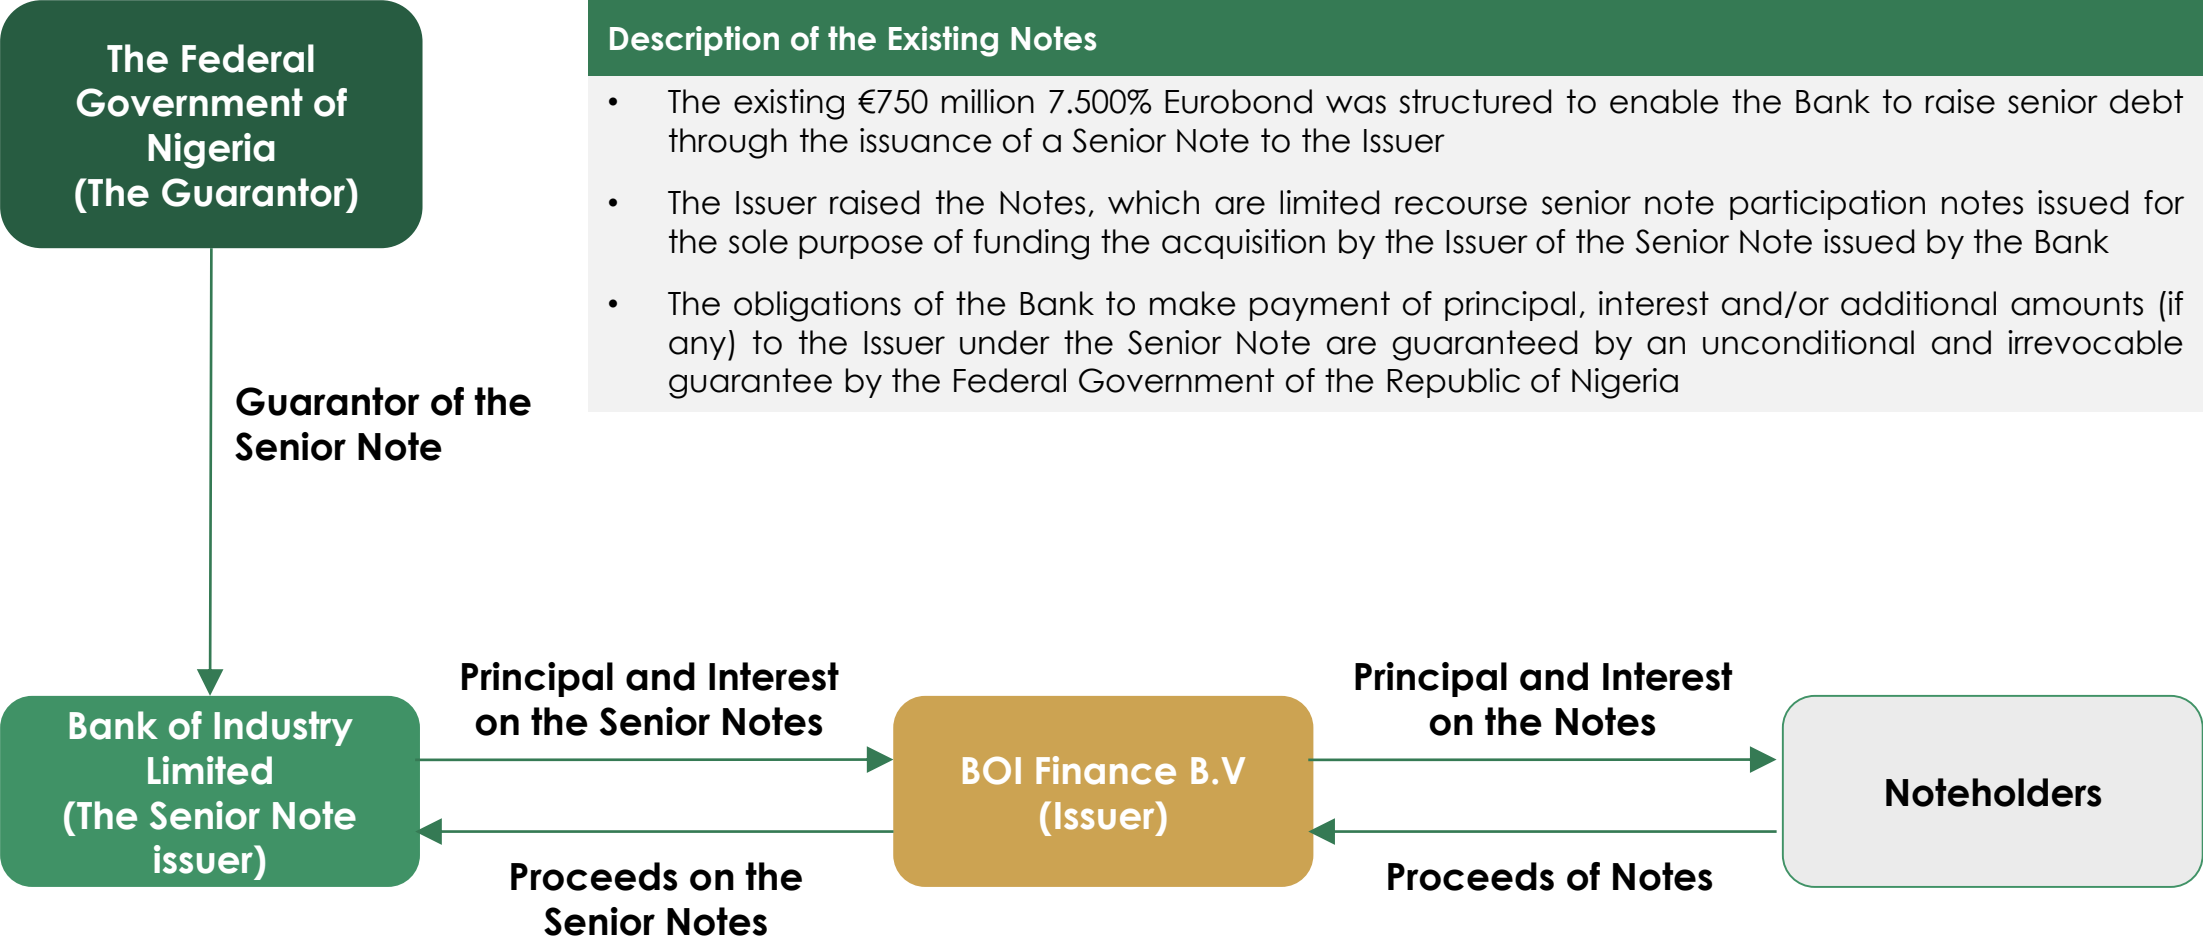 The Federal
Government of
Nigeria
(The Guarantor)
Description of the Existing Notes
• The existing €750 million 7.500% Eurobond was structured to enable the Bank to raise senior debt
through the issuance of a Senior Note to the Issuer
• The Issuer raised the Notes, which are limited recourse senior note participation notes issued for
the sole purpose of funding the acquisition by the Issuer of the Senior Note issued by the Bank
• The obligations of the Bank to make payment of principal, interest and/or additional amounts (if
any) to the Issuer under the Senior Note are guaranteed by an unconditional and irrevocable
guarantee by the Federal Government of the Republic of Nigeria
Guarantor of the
Senior Note
Bank of Industry
Limited
(The Senior Note
issuer)
Principal and Interest
on the Senior Notes
Proceeds on the
Senior Notes
BOI Finance B.V
(Issuer)
Principal and Interest
on the Notes
Proceeds of Notes
Noteholders